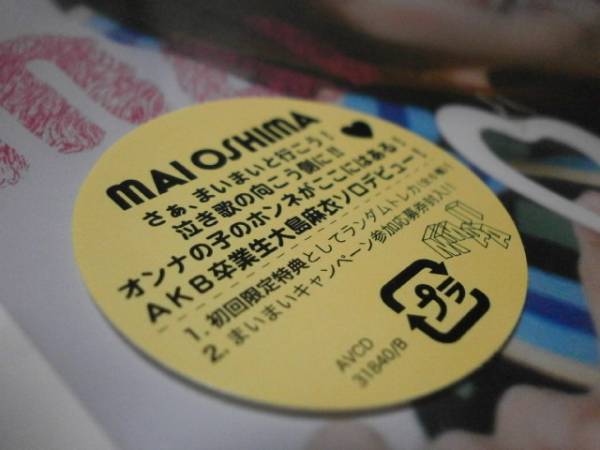 MAI OSHIMA
さぁ、まいまいと行こう!
泣き歌の向こう側に!!
オンナの子のホンネがここにはある!
AKB卒業生大島麻衣ソロデビュー!
1. 初回限定特典としてランダムトレカ(全6種)
2. まいまいキャンペーン参加応募券封入!!
プラ
AVCD
31840/B